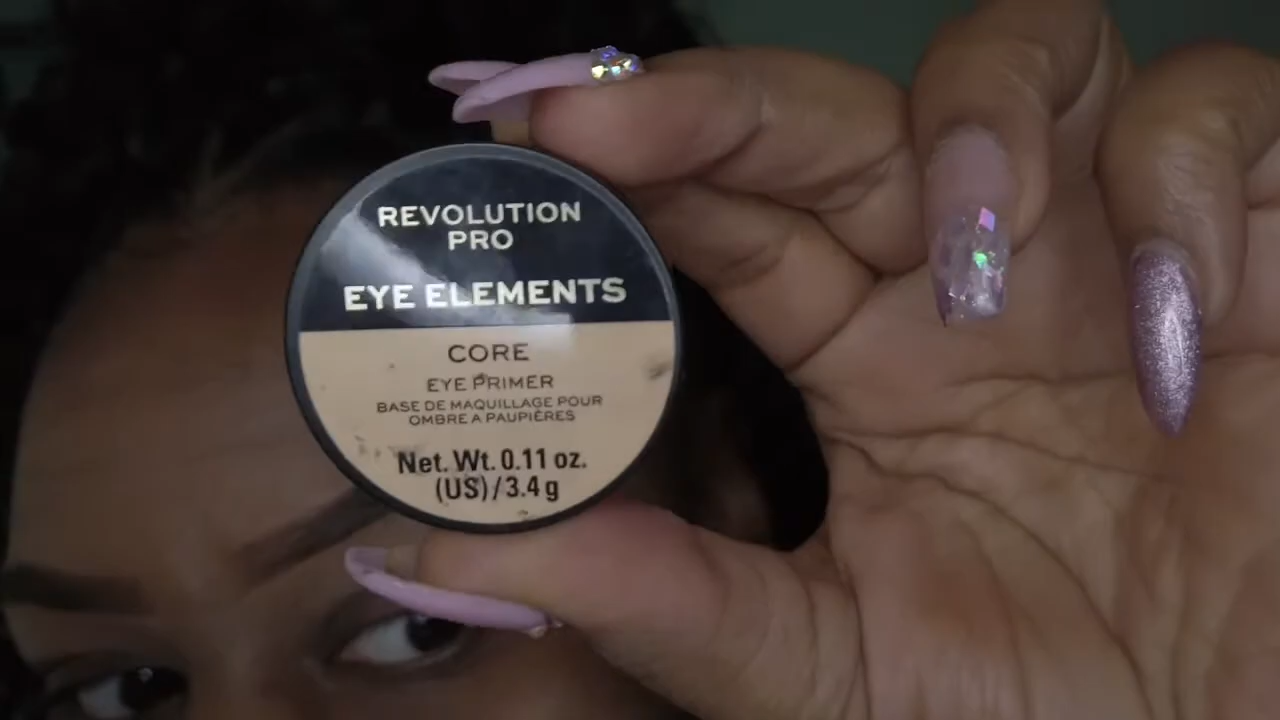 REVOLUTION
PRO
EYE ELEMENTS
CORE
EYE PRIMER
BASE DE MAQUILLAGE POUR
OMBRE A PAUPIÈRES
Net. Wt. 0.11 oz.
(US)/3.4 g